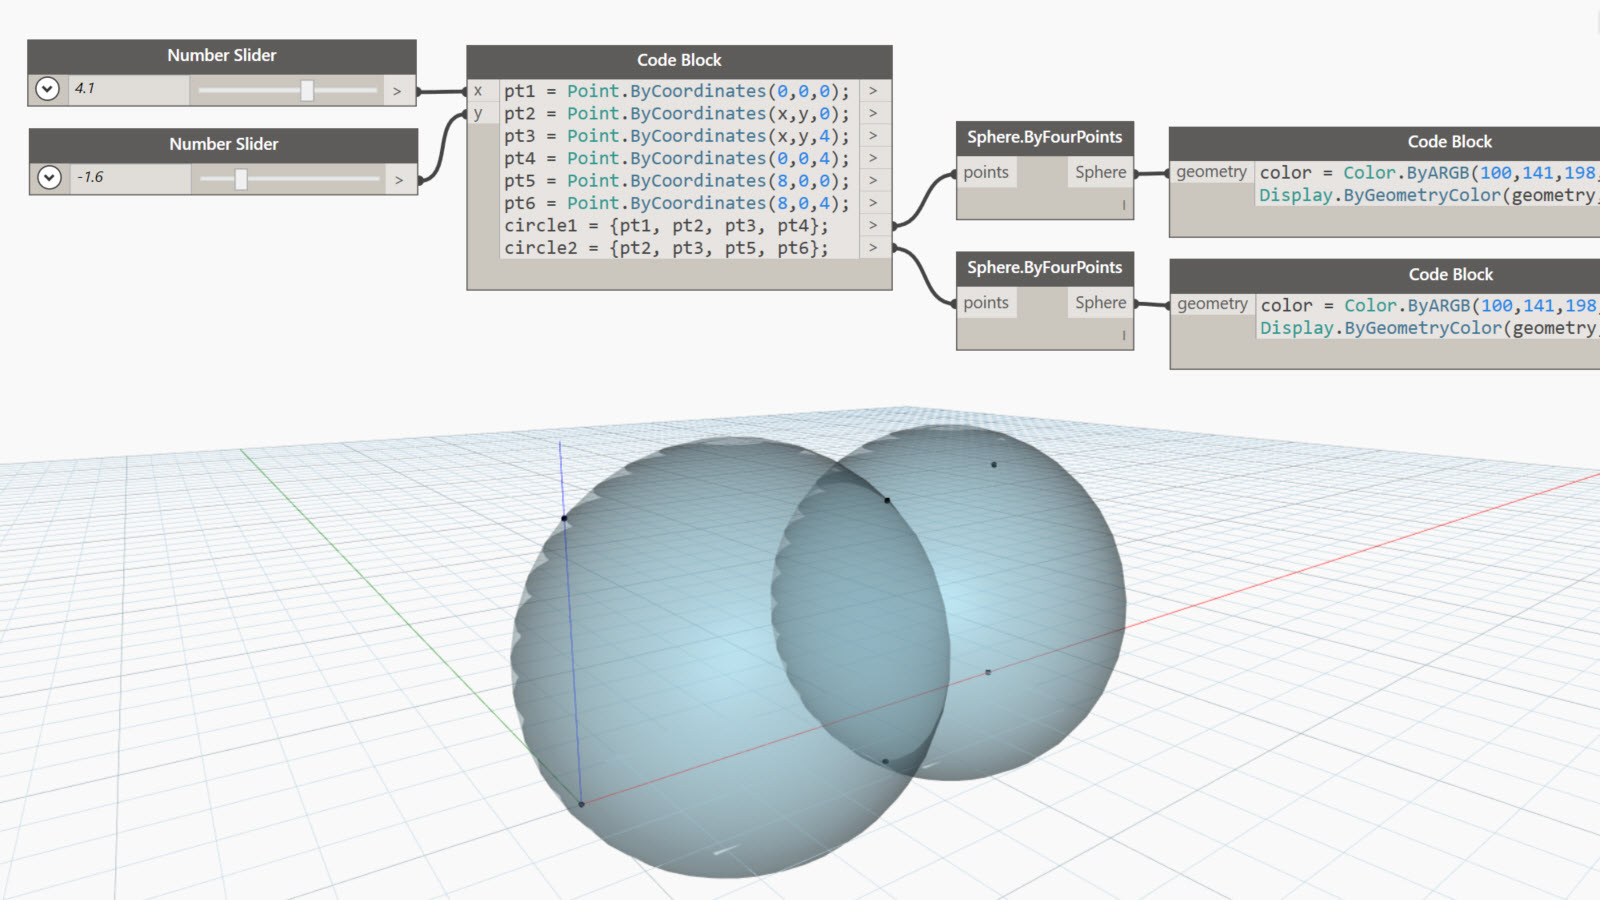 Number Slider
4.1
>
Number Slider
-1.6
>
Code Block
x
y
pt1 = Point.ByCoordinates(0,0,0);
>
pt2 = Point.ByCoordinates(x,y,0);
>
pt3 = Point.ByCoordinates(x,y,4);
>
pt4 = Point.ByCoordinates(0,0,4);
>
pt5 = Point.ByCoordinates(8,0,0);
>
pt6 = Point.ByCoordinates(8,0,4);
>
circle1 = {pt1, pt2, pt3, pt4};
>
circle2 = {pt2, pt3, pt5, pt6};
>
Sphere.ByFourPoints
points
Sphere
l
Sphere.ByFourPoints
points
Sphere
l
Code Block
geometry
color = Color.ByARGB(100,141,198,
Display.ByGeometryColor(geometry,
Code Block
geometry
color = Color.ByARGB(100,141,198,
Display.ByGeometryColor(geometry,